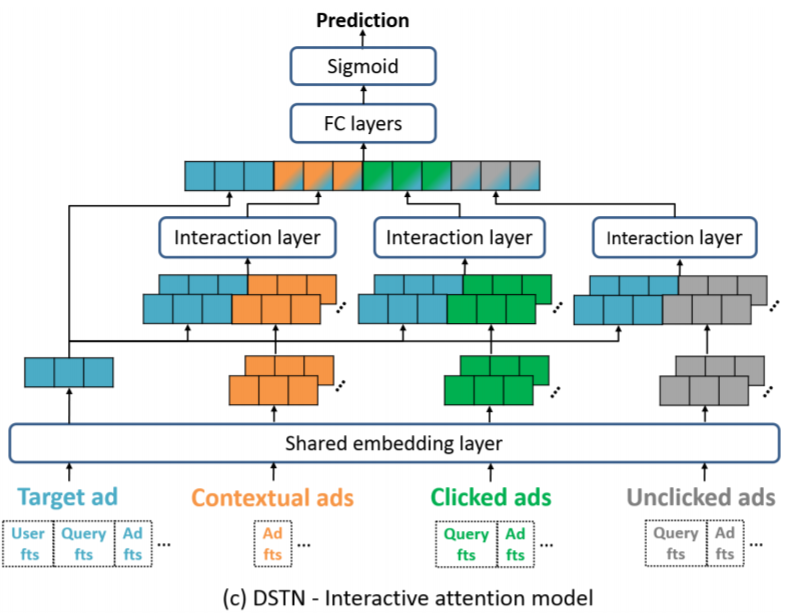 Prediction
Sigmoid
FC layers
Interaction layer Interaction layer Interaction layer
Shared embedding layer
Target ad Contextual ads Clicked ads Unclicked ads
User fts Query fts Ad fts ... Ad fts ... Query fts Ad fts ... Query fts Ad fts ...
(c) DSTN - Interactive attention model